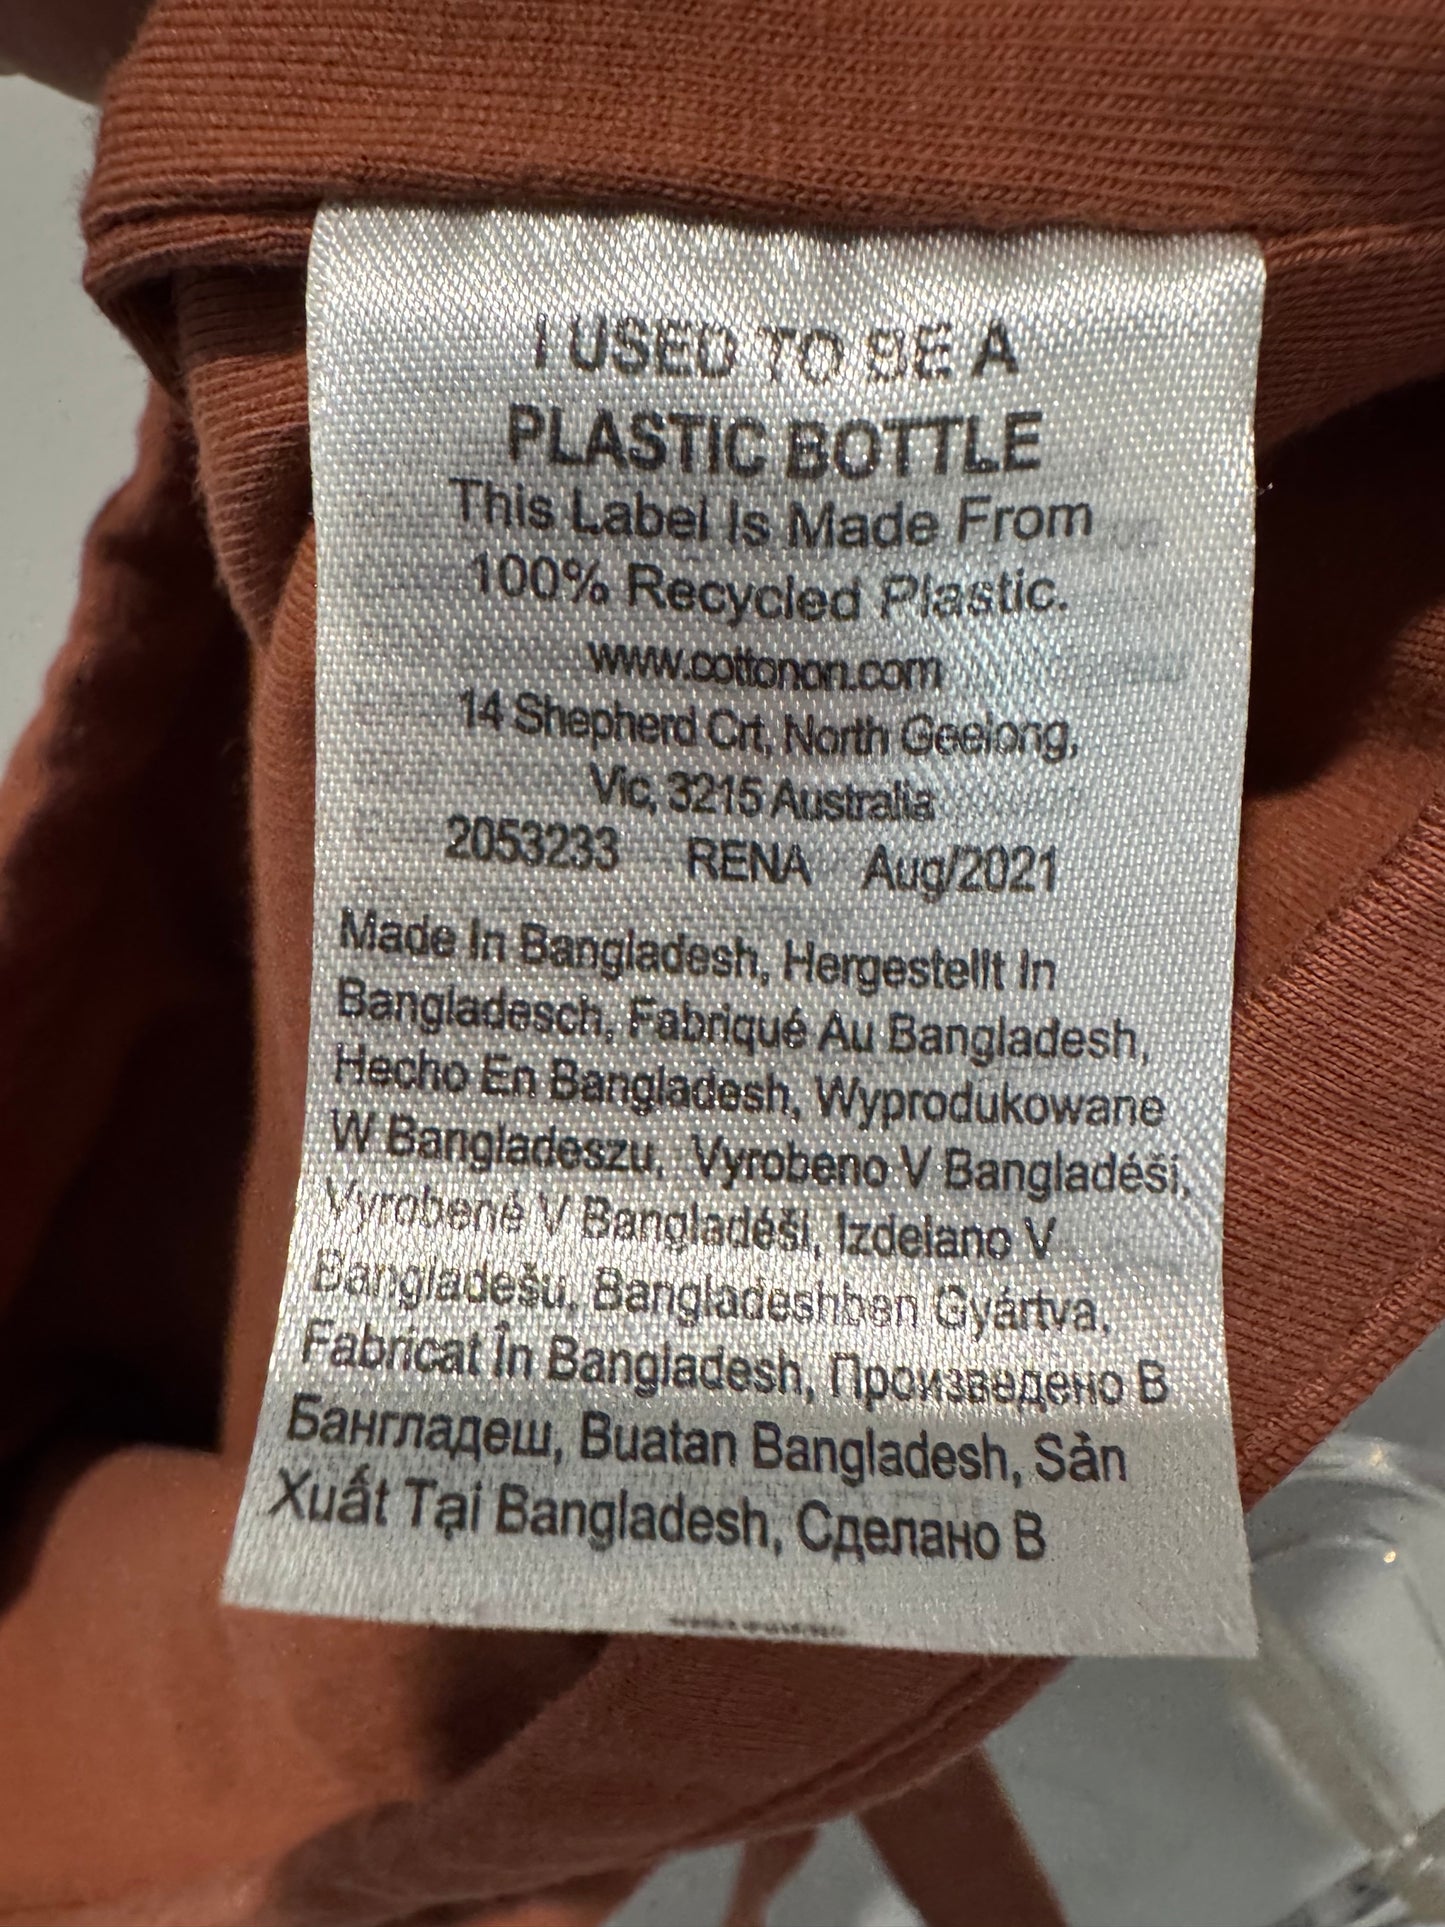 I USED TO BE A
PLASTIC BOTTLE
This Label Is Made From
100% Recycled Plastic.
www.cottonon.com
14 Shepherd Crt, North Geelong,
Vic, 3215 Australia
2053233 RENA Aug/2021
Made In Bangladesh, Hergestellt In
Bangladesch, Fabriqué Au Bangladesh,
Hecho En Bangladesh, Wyprodukowane
W Bangladeszu, Vyrobeno V Bangladéši,
Vyrobené V Bangladéši, Izdelano V
Bangladešu, Bangladeshben Gyártva,
Fabricat În Bangladesh, Произведено В
Бангладеш, Buatan Bangladesh, Sản
Xuất Tại Bangladesh, Сделано В